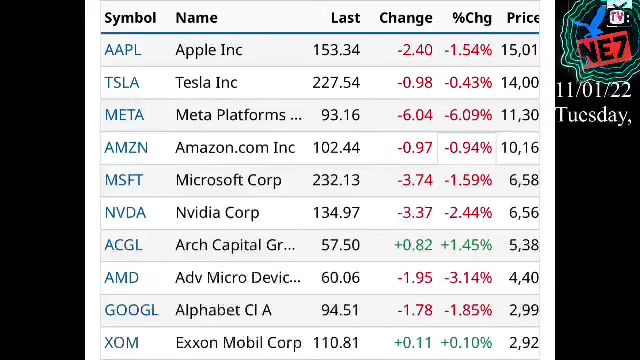 Symbol Name Last Change %Chg Price
AAPL Apple Inc 153.34 -2.40 -1.54% 15,01
TSLA Tesla Inc 227.54 -0.98 -0.43% 14,00
META Meta Platforms ... 93.16 -6.04 -6.09% 11,30
AMZN Amazon.com Inc 102.44 -0.97 -0.94% 10,16
MSFT Microsoft Corp 232.13 -3.74 -1.59% 6,58
NVDA Nvidia Corp 134.97 -3.37 -2.44% 6,56
ACGL Arch Capital Gr... 57.50 +0.82 +1.45% 5,38
AMD Adv Micro Devic... 60.06 -1.95 -3.14% 4,40
GOOGL Alphabet Cl A 94.51 -1.78 -1.85% 2,99
XOM Exxon Mobil Corp 110.81 +0.11 +0.10% 2,92
TV
NE7
11/01/22
Tuesday,